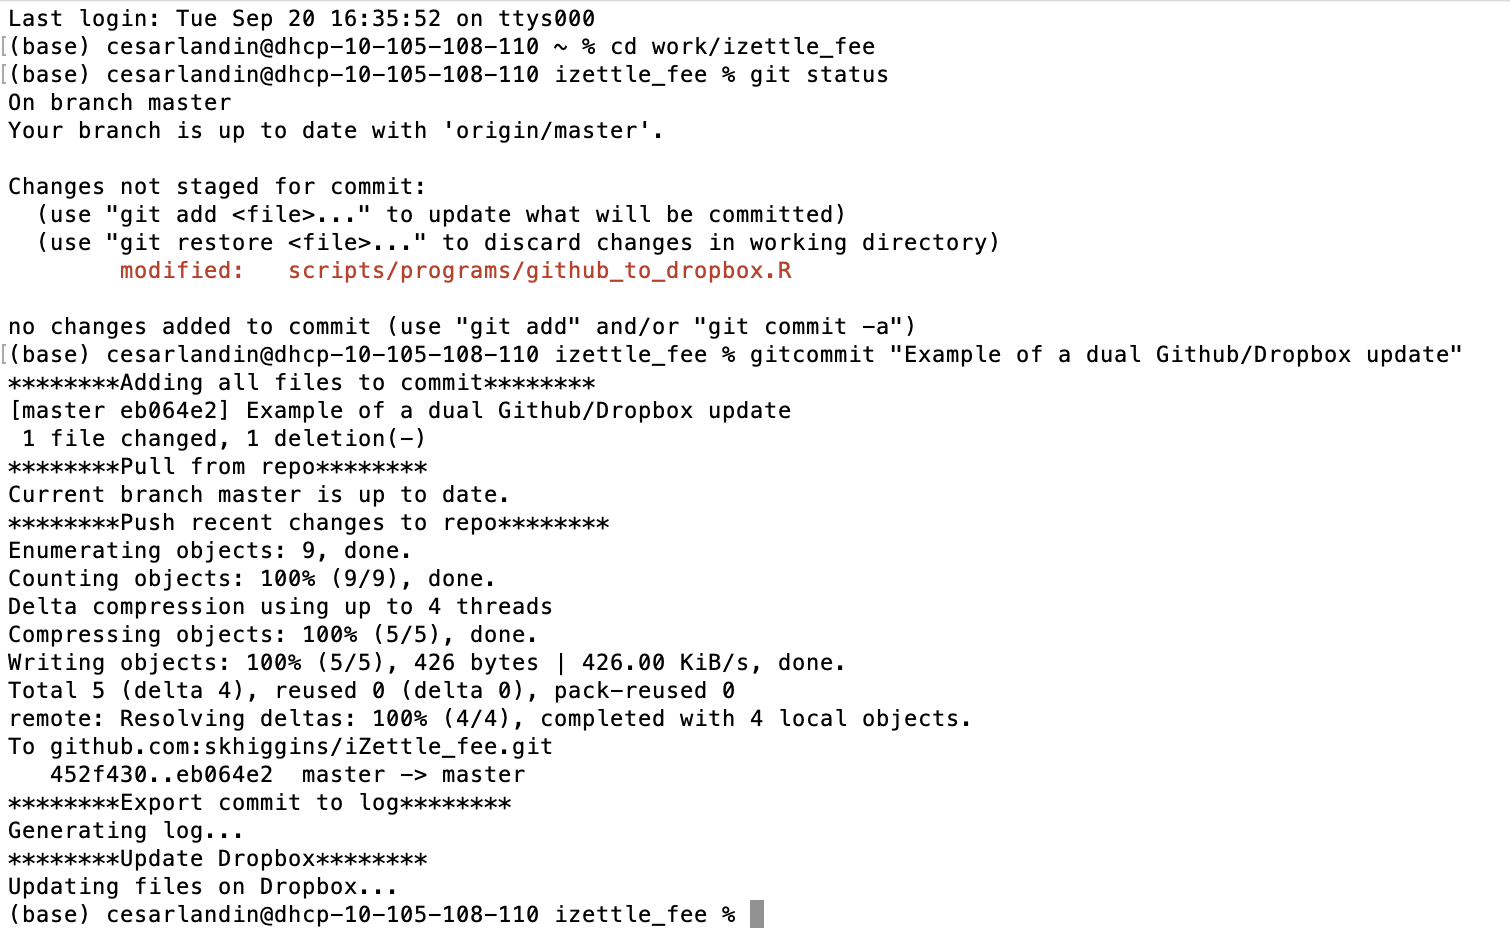 Last login: Tue Sep 20 16:35:52 on ttys000
[(base) cesarlandin@dhcp-10-105-108-110 ~ % cd work/izettle_fee
[(base) cesarlandin@dhcp-10-105-108-110 izettle_fee % git status
On branch master
Your branch is up to date with 'origin/master'.

Changes not staged for commit:
  (use "git add <file>..." to update what will be committed)
  (use "git restore <file>..." to discard changes in working directory)
        modified:   scripts/programs/github_to_dropbox.R

no changes added to commit (use "git add" and/or "git commit -a")
[(base) cesarlandin@dhcp-10-105-108-110 izettle_fee % gitcommit "Example of a dual Github/Dropbox update"
********Adding all files to commit********
[master eb064e2] Example of a dual Github/Dropbox update
 1 file changed, 1 deletion(-)
********Pull from repo********
Current branch master is up to date.
********Push recent changes to repo********
Enumerating objects: 9, done.
Counting objects: 100% (9/9), done.
Delta compression using up to 4 threads
Compressing objects: 100% (5/5), done.
Writing objects: 100% (5/5), 426 bytes | 426.00 KiB/s, done.
Total 5 (delta 4), reused 0 (delta 0), pack-reused 0
remote: Resolving deltas: 100% (4/4), completed with 4 local objects.
To github.com:skhiggins/iZettle_fee.git
   452f430..eb064e2  master -> master
********Export commit to log********
Generating log...
********Update Dropbox********
Updating files on Dropbox...
(base) cesarlandin@dhcp-10-105-108-110 izettle_fee %